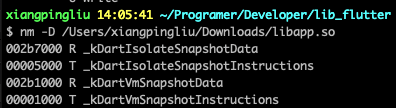 xiangpingliu 14:05:41 ~/Programer/Developer/lib_flutter
$ nm -D /Users/xiangpingliu/Downloads/libapp.so
002b7000 R _kDartIsolateSnapshotData
00005000 T _kDartIsolateSnapshotInstructions
002b1000 R _kDartVmSnapshotData
00001000 T _kDartVmSnapshotInstructions